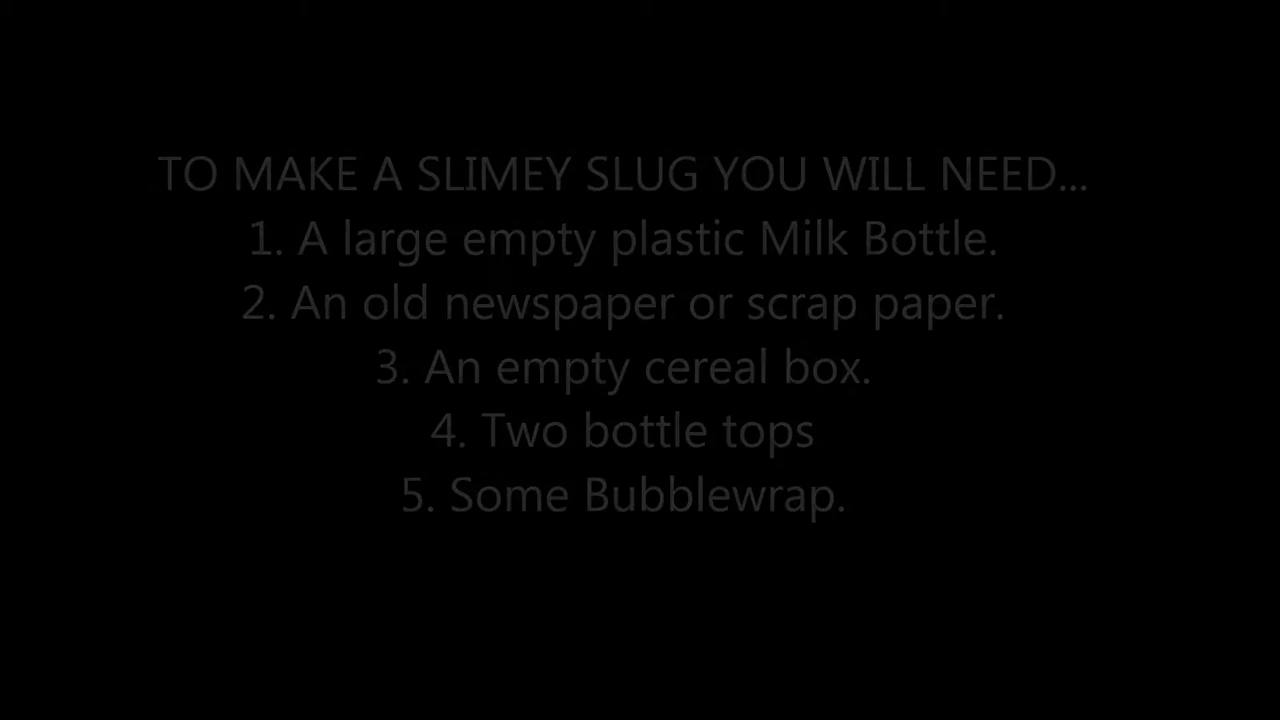 TO MAKE A SLIMEY SLUG YOU WILL NEED...
1. A large empty plastic Milk Bottle.
2. An old newspaper or scrap paper.
3. An empty cereal box.
4. Two bottle tops
5. Some Bubblewrap.